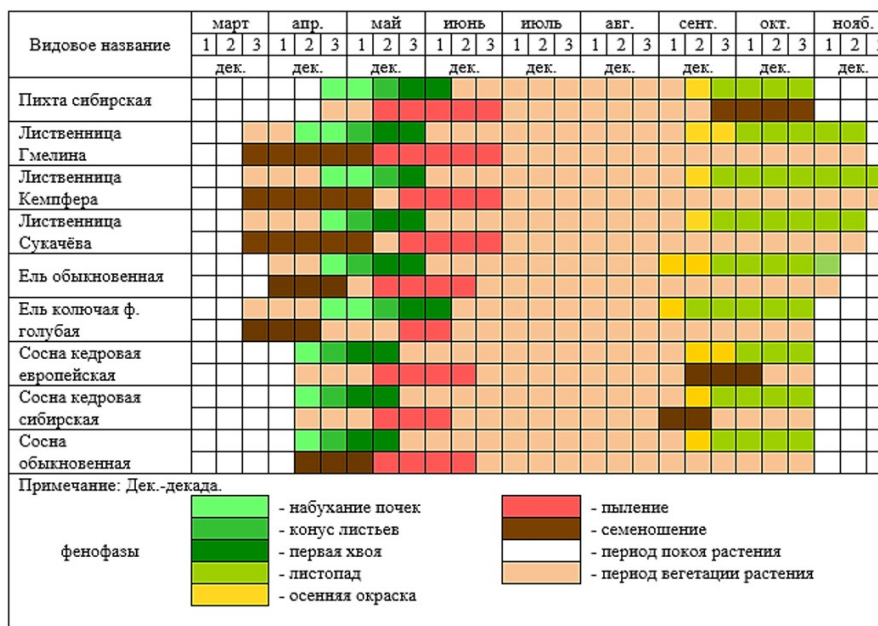 Видовое название март апр. май июнь июль авг. сент. окт. нояб.
1 2 3 1 2 3 1 2 3 1 2 3 1 2 3 1 2 3 1 2 3 1 2 3 1 2 3
дек. дек. дек. дек. дек. дек. дек. дек. дек.
Пихта сибирская
Лиственница
Гмелина
Лиственница
Кемпфера
Лиственница
Сукачёва
Ель обыкновенная
Ель колючая ф.
голубая
Сосна кедровая
европейская
Сосна кедровая
сибирская
Сосна
обыкновенная
Примечание: Дек.-декада.
фенофазы
- набухание почек
- конус листьев
- первая хвоя
- листопад
- осенняя окраска
- пыление
- семеношение
- период покоя растения
- период вегетации растения